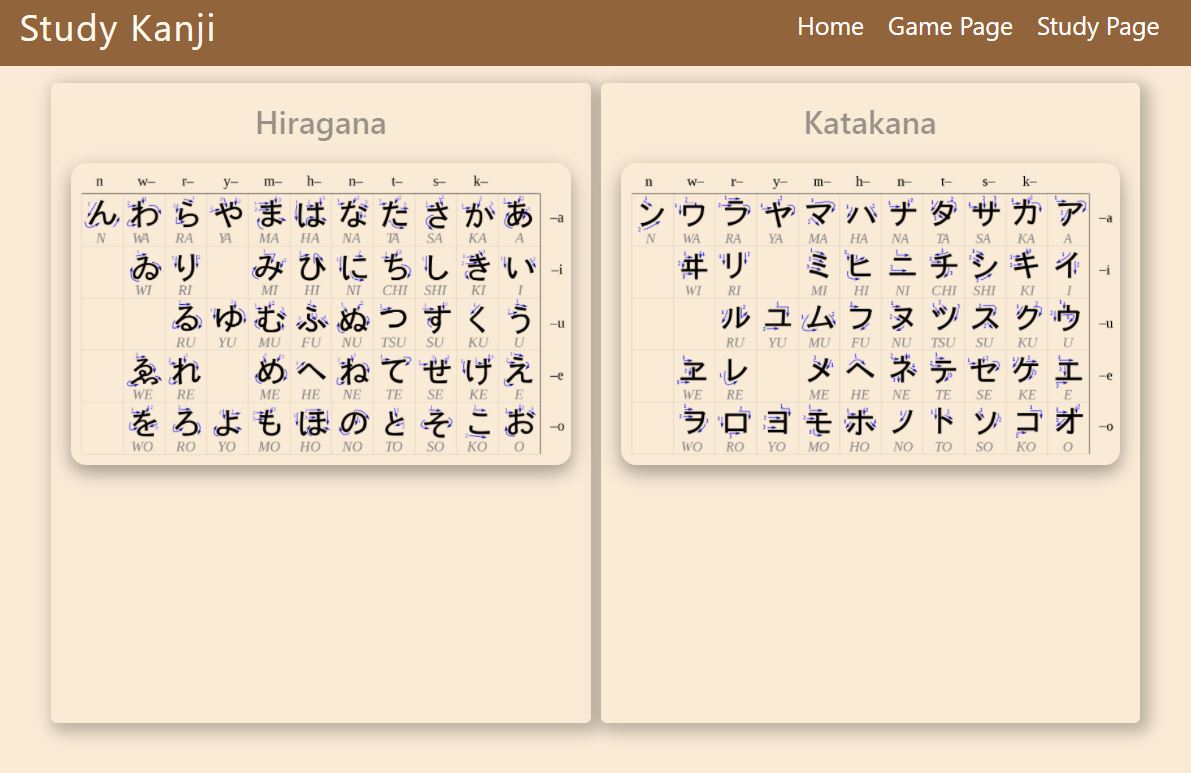 Study Kanji
Home Game Page Study Page
Hiragana
n w– r– y– m– h– n– t– s– k–
ん わ ら や ま は な た さ か あ –a
N WA RA YA MA HA NA TA SA KA A
ゐ り み ひ に ち し き い –i
WI RI MI HI NI CHI SHI KI I
る ゆ む ふ ぬ つ す く う –u
RU YU MU FU NU TSU SU KU U
ゑ れ め へ ね て せ け え –e
WE RE ME HE NE TE SE KE E
を ろ よ も ほ の と そ こ お –o
WO RO YO MO HO NO TO SO KO O
Katakana
n w– r– y– m– h– n– t– s– k–
ン ワ ラ ヤ マ ハ ナ タ サ カ ア –a
N WA RA YA MA HA NA TA SA KA A
ヰ リ ミ ヒ ニ チ シ キ イ –i
WI RI MI HI NI CHI SHI KI I
ル ユ ム フ ヌ ツ ス ク ウ –u
RU YU MU FU NU TSU SU KU U
ヱ レ メ ヘ ネ テ セ ケ エ –e
WE RE ME HE NE TE SE KE E
ヲ ロ ヨ モ ホ ノ ト ソ コ オ –o
WO RO YO MO HO NO TO SO KO O